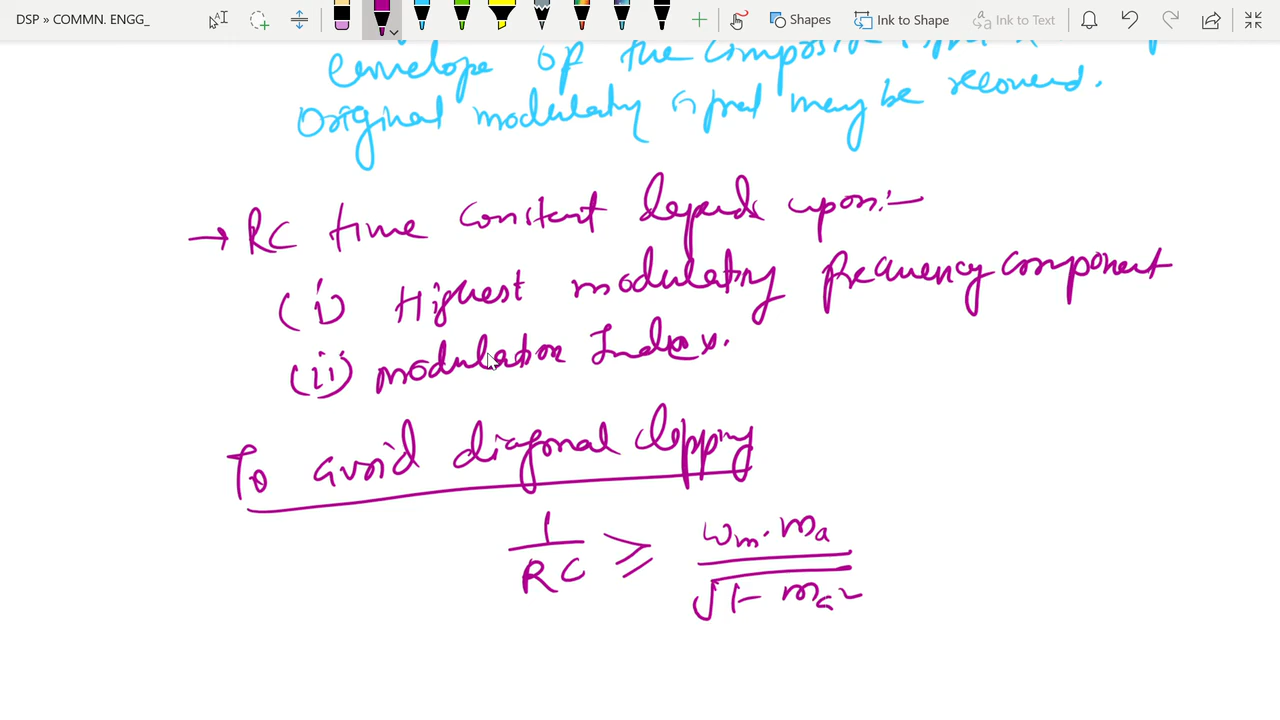 DSP » COMMN. ENGG_
Shapes
Ink to Shape
Ink to Text
envelope of the composite
Original modulating signal may be recovered.
→ RC time constant depends upon:-
(i) Highest modulating frequency component
(ii) modulation Index.
To avoid diagonal clipping
1/RC ≥ ωm·ma/√1-ma²